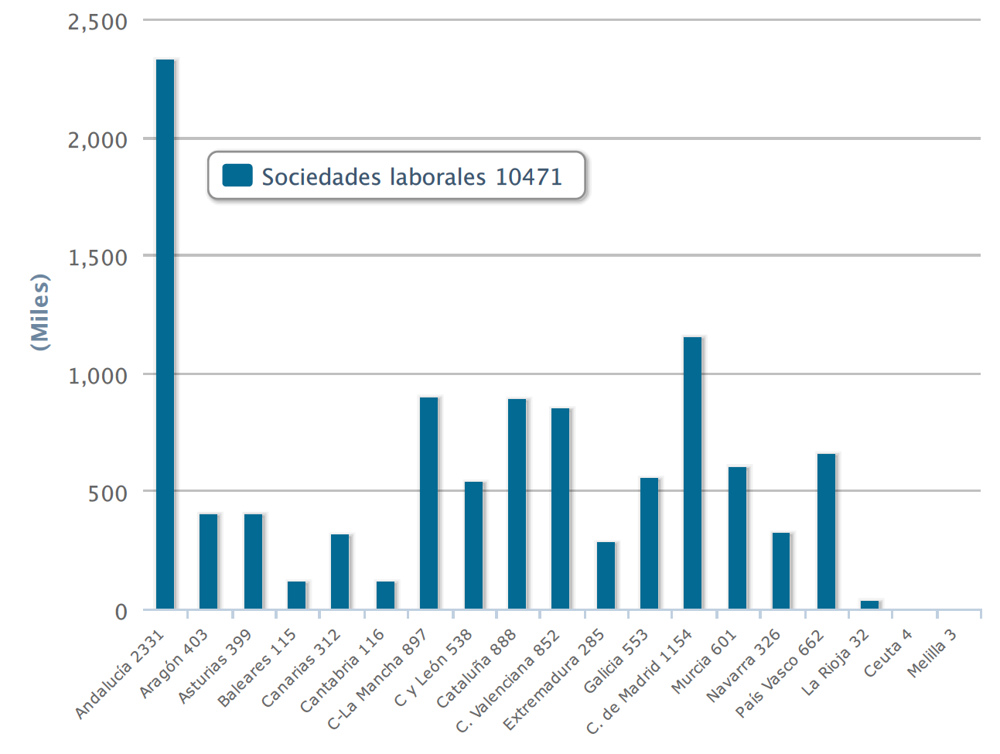 2,500
2,000
Sociedades laborales 10471
1,500
(Miles)
1,000
500
0
Andalucía 2331
Aragón 403
Asturias 399
Baleares 115
Canarias 312
Cantabria 116
C-La Mancha 897
C y León 538
Cataluña 888
C. Valenciana 852
Extremadura 285
Galicia 553
C. de Madrid 1154
Murcia 601
Navarra 326
País Vasco 662
La Rioja 32
Ceuta 4
Melilla 3